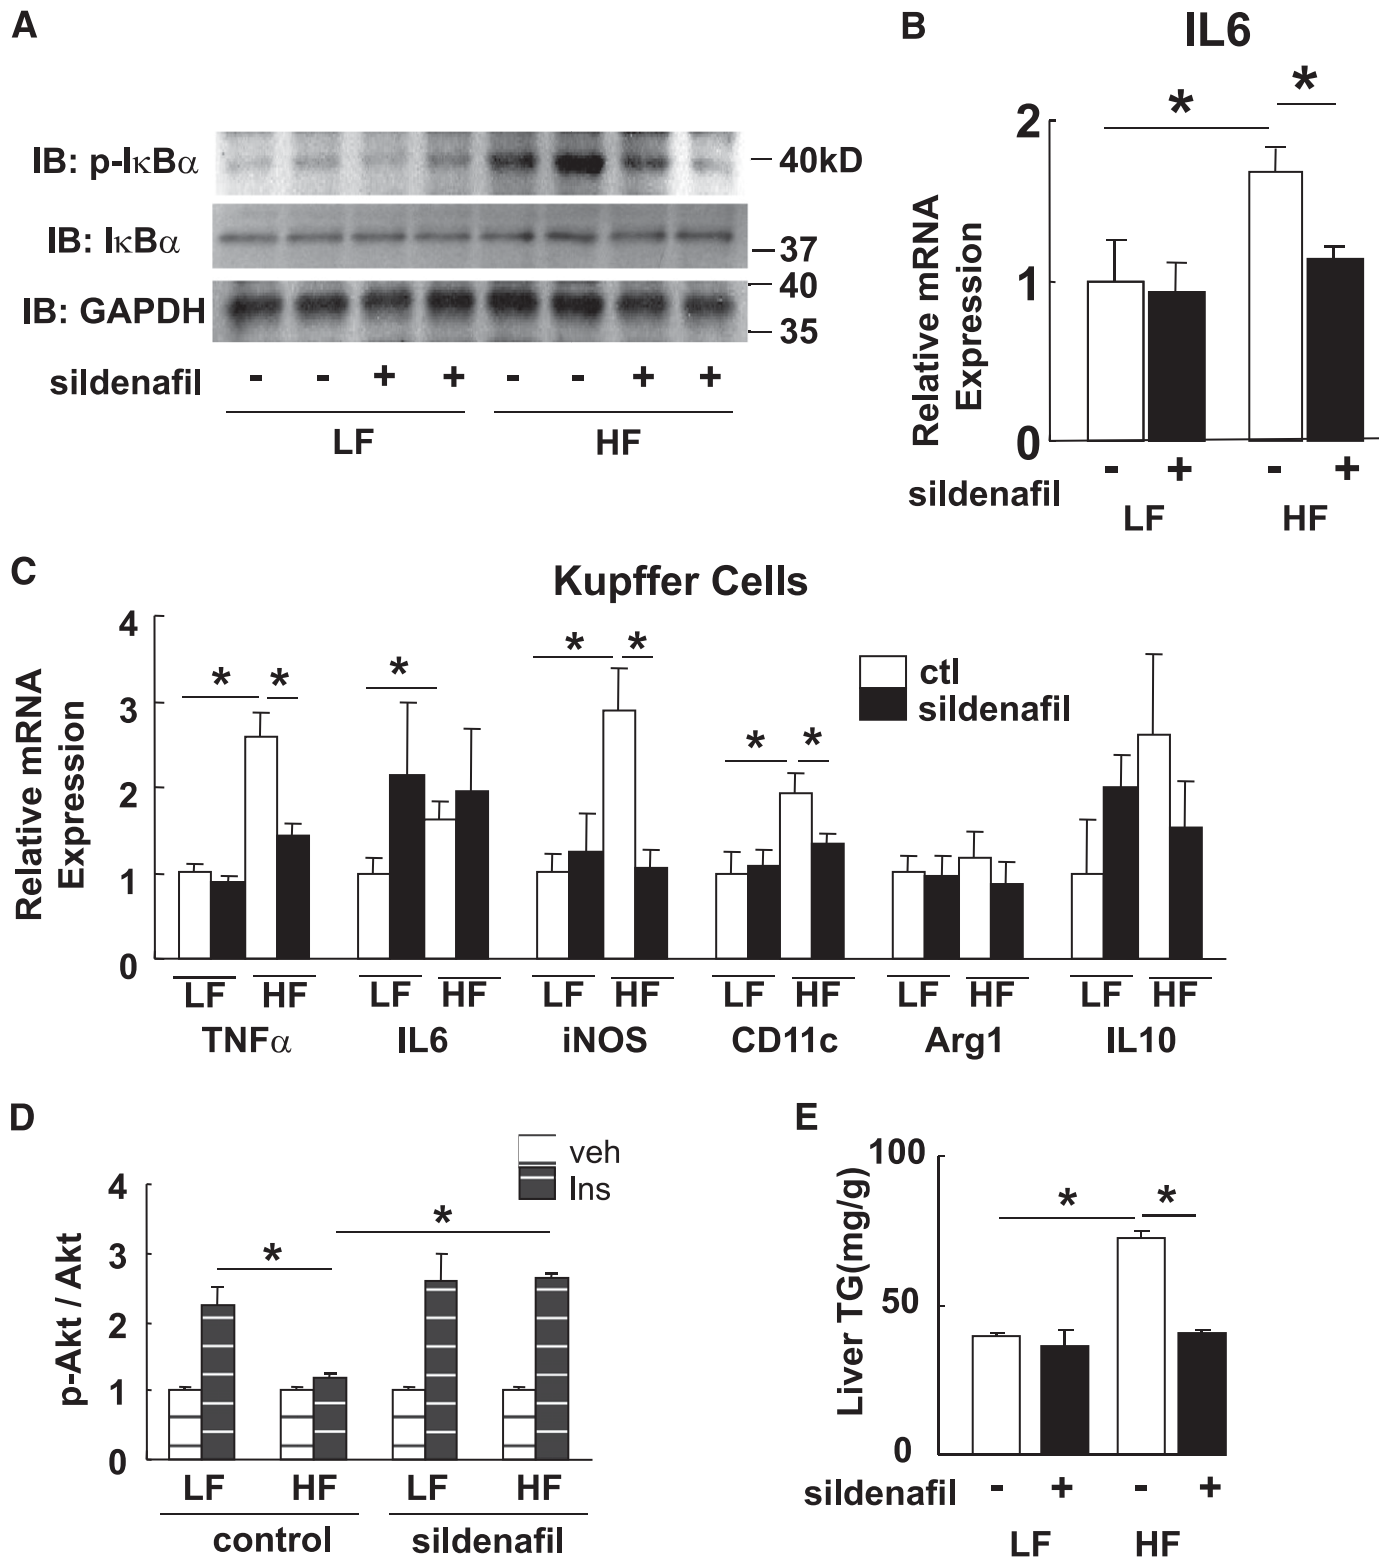 A
IB: p-IκBα
40kD
IB: IκBα
37
IB: GAPDH
40
35
sildenafil - - + + - - + +
LF HF
B
IL6
* *
Relative mRNA
Expression
2
1
0
- + - +
sildenafil
LF HF
C
Kupffer Cells
Relative mRNA
Expression
4
3
2
1
0
* * * * * * *
ctl
sildenafil
LF HF LF HF LF HF LF HF LF HF LF HF
TNFα IL6 iNOS CD11c Arg1 IL10
D
veh
Ins
p-Akt / Akt
4
3
2
1
0
* *
LF HF LF HF
control sildenafil
E
Liver TG(mg/g)
100
50
0
* *
sildenafil - + - +
LF HF